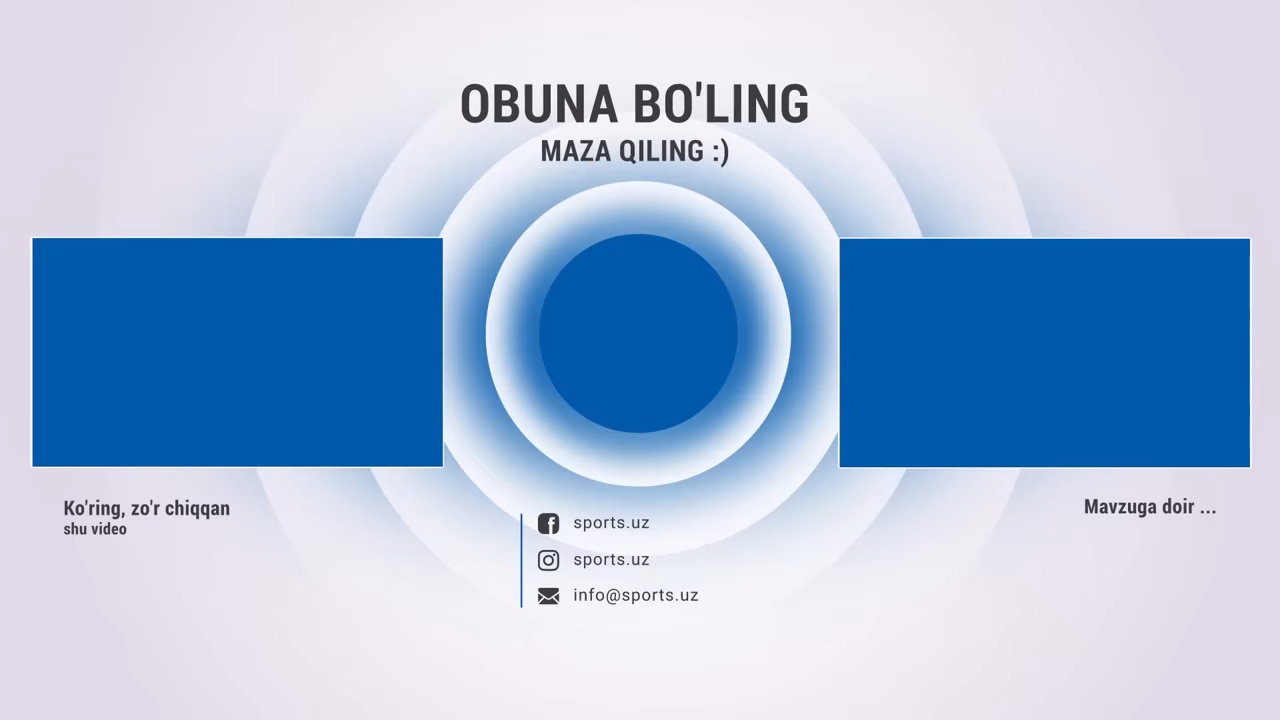 OBUNA BO'LING
MAZA QILING :)
Ko'ring, zo'r chiqqan
shu video
Mavzuga doir ...
sports.uz
sports.uz
info@sports.uz